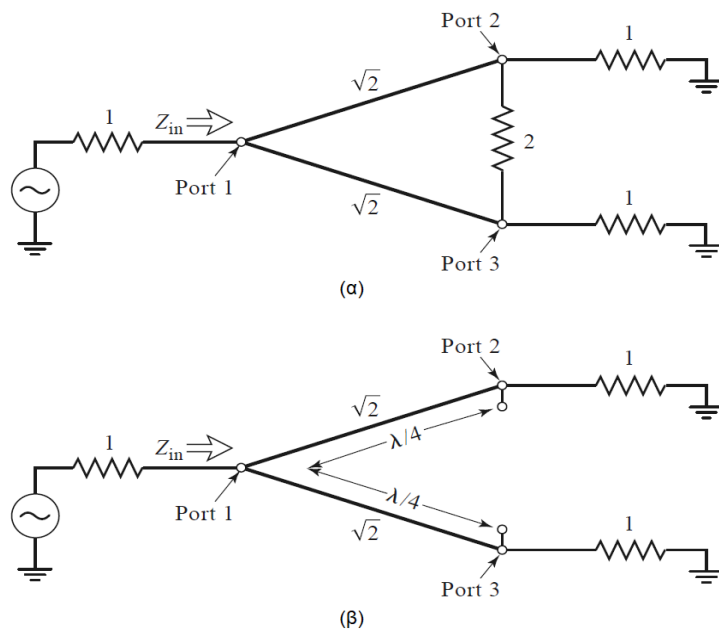 Port 2
1
√2
1
Z_in
2
Port 1
1
√2
Port 3
(α)
Port 2
1
√2
λ/4
1
Z_in
λ/4
Port 1
1
√2
Port 3
(β)